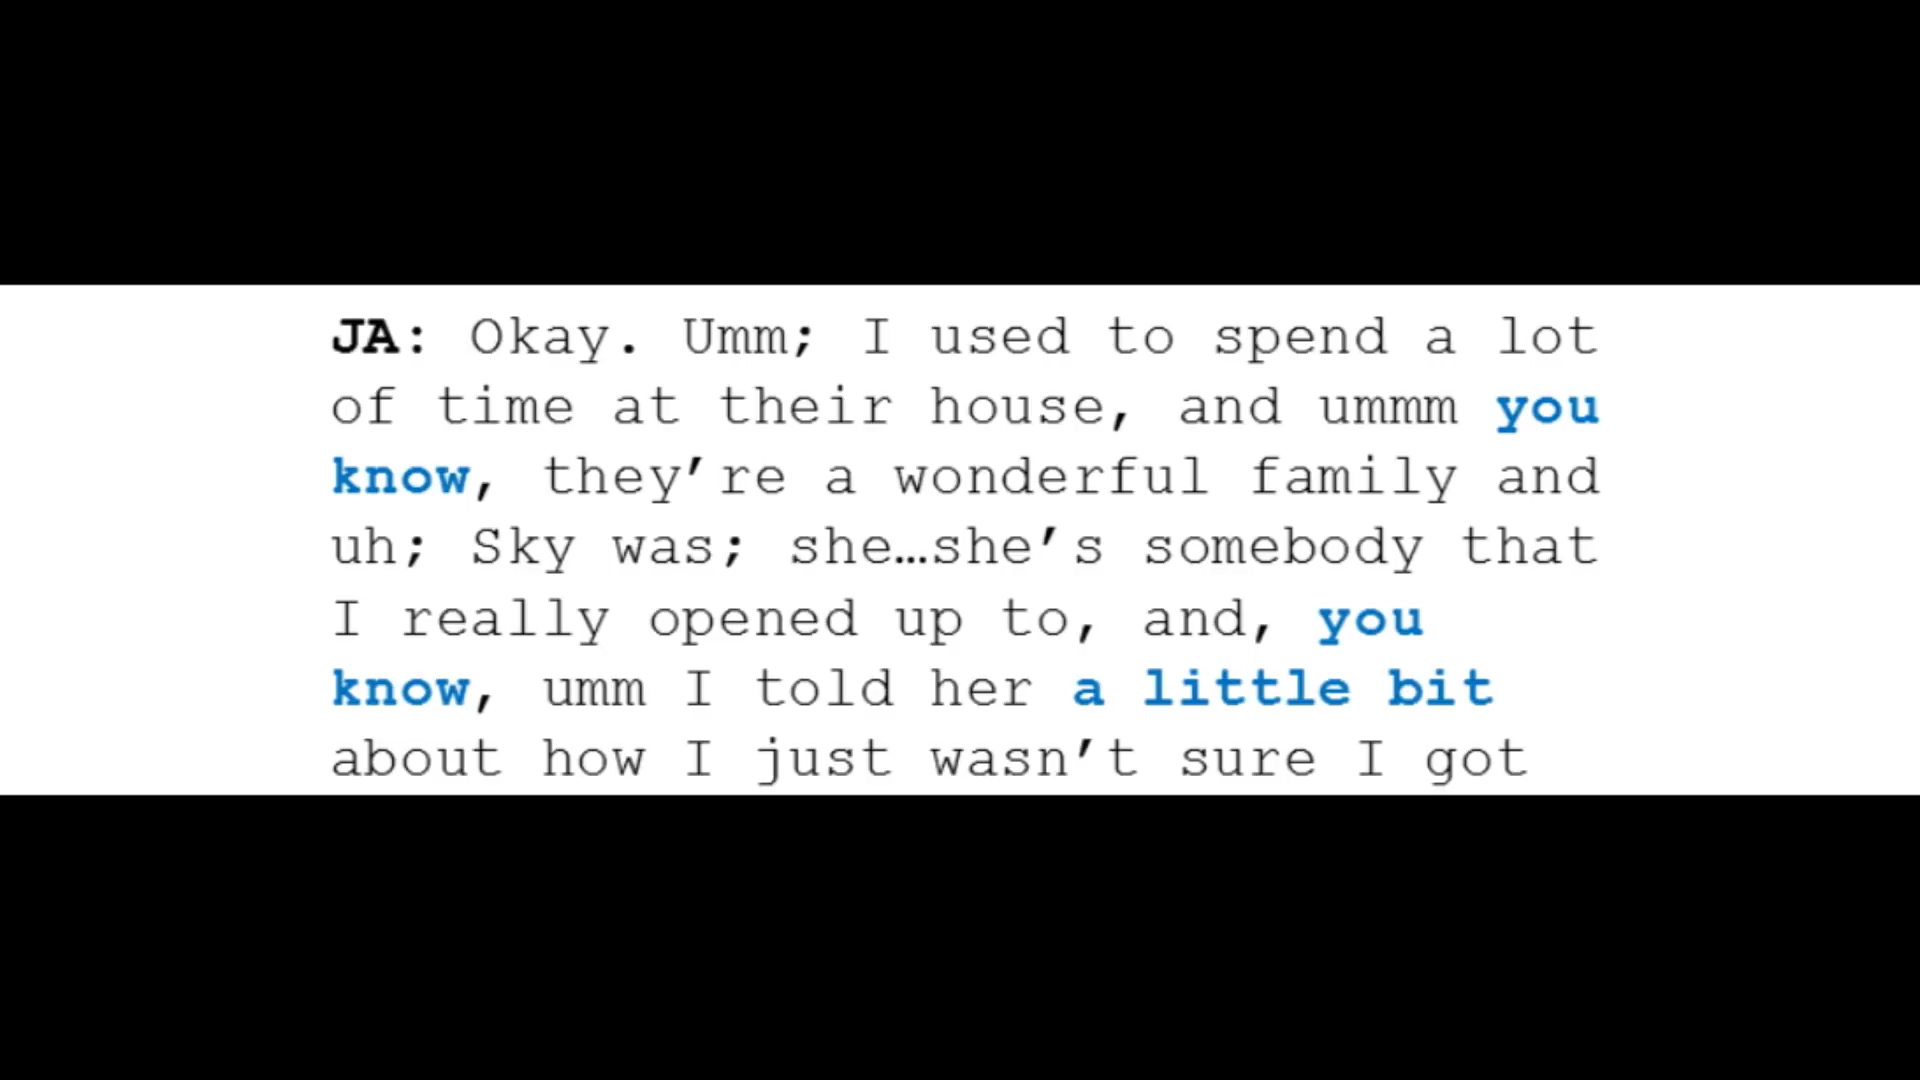 JA: Okay. Umm; I used to spend a lot
of time at their house, and ummm you
know, they’re a wonderful family and
uh; Sky was; she…she’s somebody that
I really opened up to, and, you
know, umm I told her a little bit
about how I just wasn’t sure I got